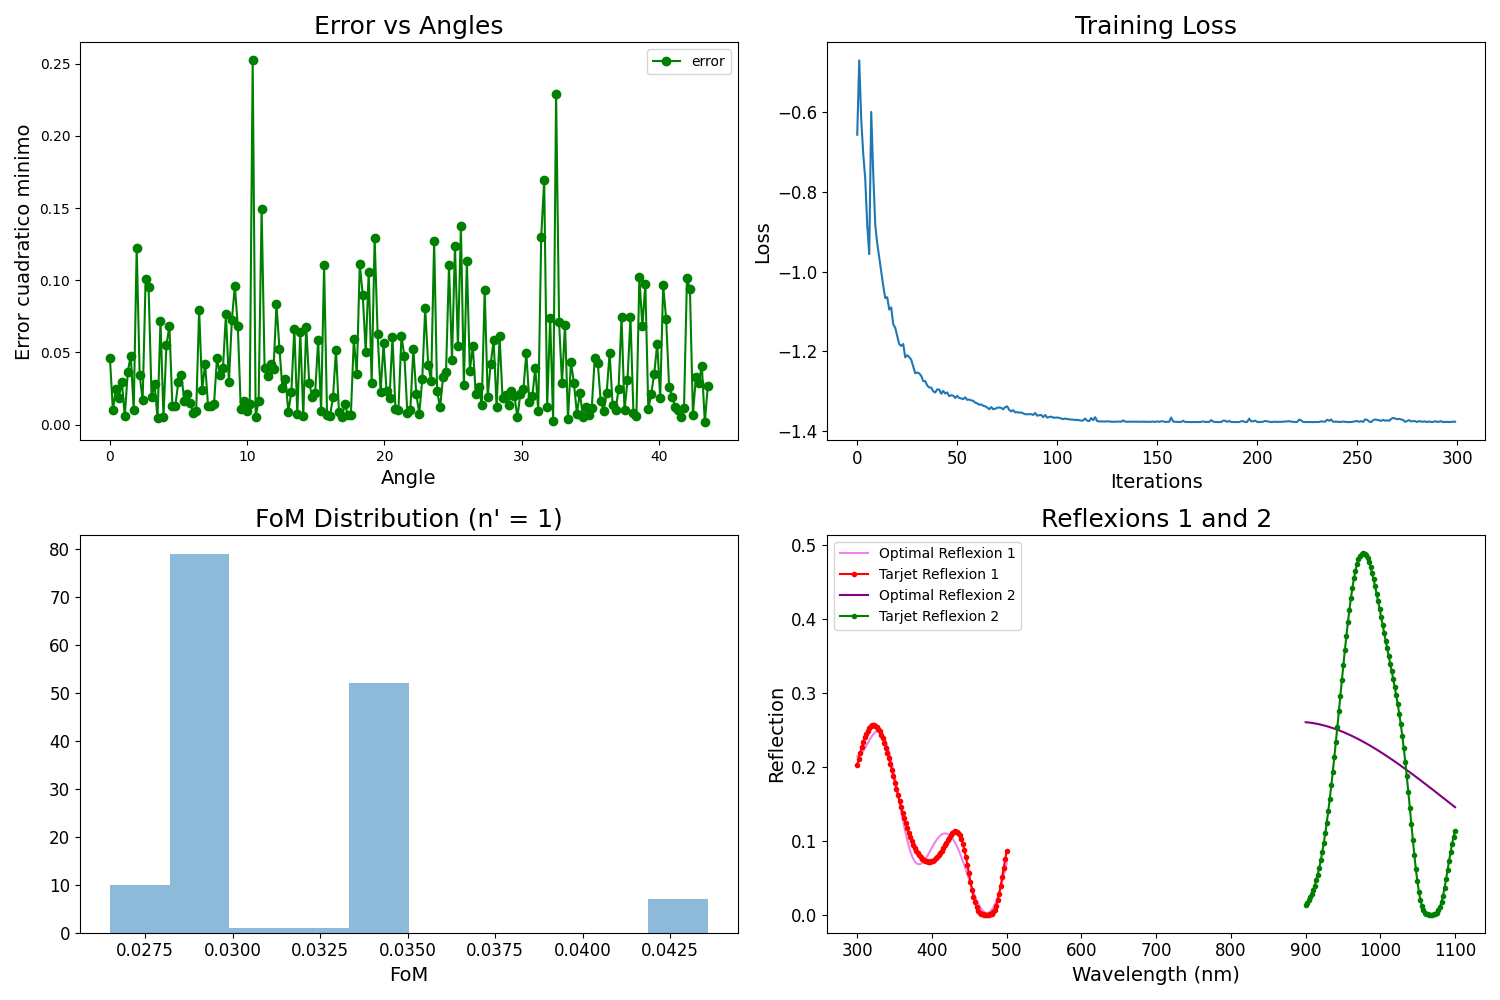 Error vs Angles
error
0.25
0.20
0.15
0.10
0.05
0.00
Error cuadratico minimo
0 10 20 30 40
Angle
Training Loss
−0.6
−0.8
−1.0
−1.2
−1.4
Loss
0 50 100 150 200 250 300
Iterations
FoM Distribution (n' = 1)
80
70
60
50
40
30
20
10
0
0.0275 0.0300 0.0325 0.0350 0.0375 0.0400 0.0425
FoM
Reflexions 1 and 2
Optimal Reflexion 1
Tarjet Reflexion 1
Optimal Reflexion 2
Tarjet Reflexion 2
0.5
0.4
0.3
0.2
0.1
0.0
Reflection
300 400 500 600 700 800 900 1000 1100
Wavelength (nm)